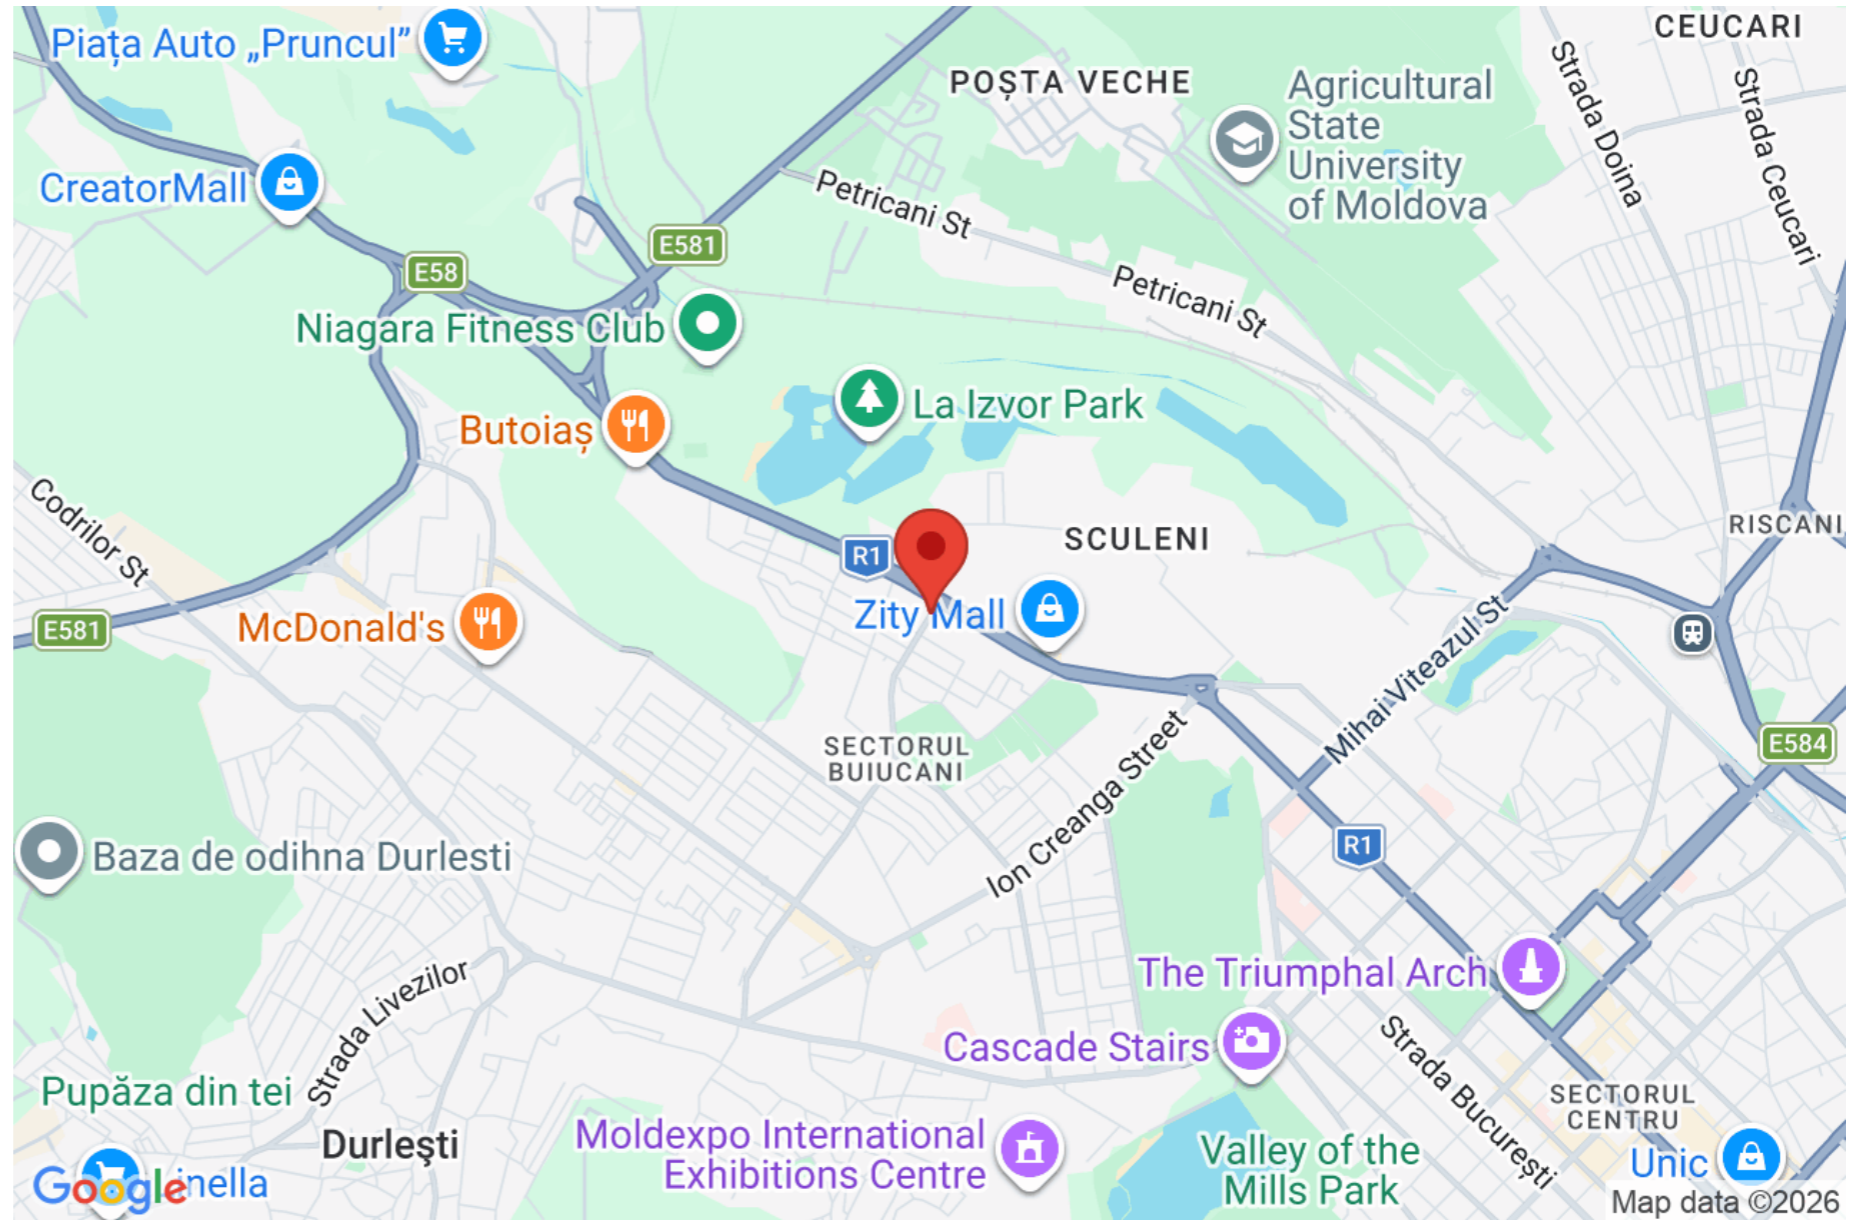 CEUCARI
Piața Auto „Pruncul”
POȘTA VECHE
Agricultural
State
University
of Moldova
Strada Doina
Strada Ceucari
CreatorMall
Petricani St
E581
E58
Petricani St
Niagara Fitness Club
La Izvor Park
Butoiaș
Codrilor St
RISCANI
SCULENI
R1
Zity Mall
E581
McDonald's
Mihai Viteazul St
SECTORUL
BUIUCANI
Ion Creanga Street
E584
R1
Baza de odihna Durlesti
The Triumphal Arch
Strada Livezilor
Cascade Stairs
Strada București
Pupăza din tei
SECTORUL
CENTRU
Durleşti
Moldexpo International
Exhibitions Centre
Valley of the
Mills Park
Unic
Google
nella
Map data ©2026